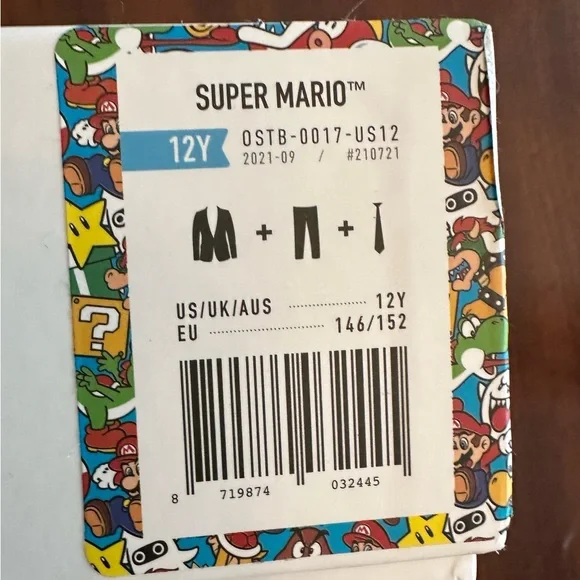 SUPER MARIO™
12Y OSTB-0017-US12
2021-09 / #210721
+ +
US/UK/AUS .................. 12Y
EU .......................... 146/152
8 719874 032445